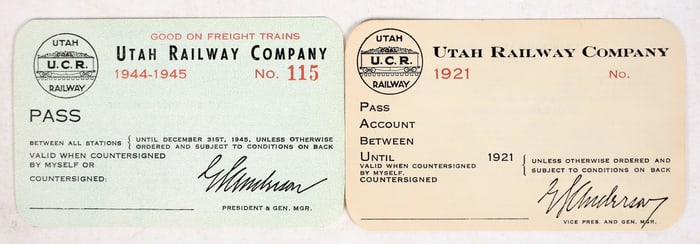 GOOD ON FREIGHT TRAINS
UTAH
U.C.R.
RAILWAY
UTAH RAILWAY COMPANY
1944-1945 No. 115
PASS
BETWEEN ALL STATIONS { UNTIL DECEMBER 31ST, 1945, UNLESS OTHERWISE
ORDERED AND SUBJECT TO CONDITIONS ON BACK
VALID WHEN COUNTERSIGNED
BY MYSELF OR
COUNTERSIGNED:
PRESIDENT & GEN. MGR.
UTAH
U.C.R.
RAILWAY
UTAH RAILWAY COMPANY
1921 No.
PASS
ACCOUNT
BETWEEN
UNTIL 1921 { UNLESS OTHERWISE ORDERED AND
SUBJECT TO CONDITIONS ON BACK
VALID WHEN COUNTERSIGNED
BY MYSELF.
COUNTERSIGNED
VICE PRES. AND GEN. MGR.